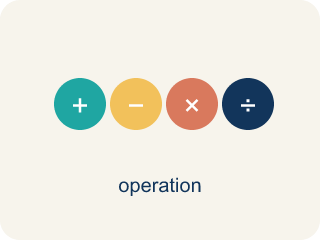 + − × ÷
operation